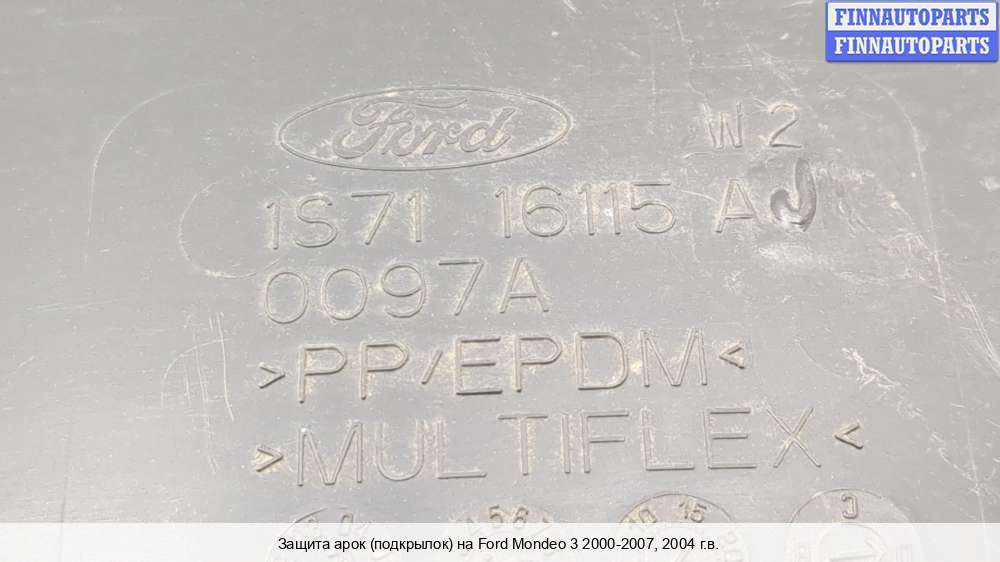 FINNAUTOPARTS
FINNAUTOPARTS
Ford
W2
1S71 16115 AJ
0097A
>PP/EPDM<
>MULTIFLEX<
Защита арок (подкрылок) на Ford Mondeo 3 2000-2007, 2004 г.в.